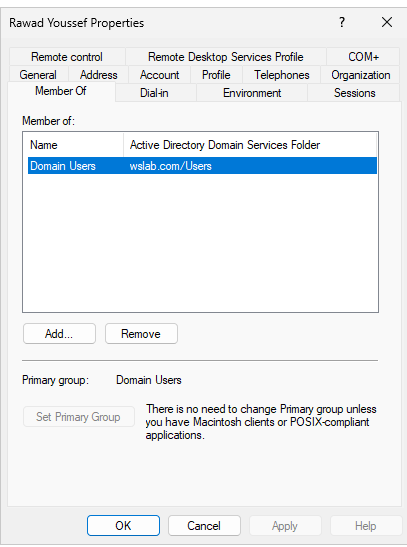 Rawad Youssef Properties ?
Remote control Remote Desktop Services Profile COM+
General Address Account Profile Telephones Organization
Member Of Dial-in Environment Sessions
Member of:
Name Active Directory Domain Services Folder
Domain Users wslab.com/Users
Add... Remove
Primary group: Domain Users
Set Primary Group
There is no need to change Primary group unless
you have Macintosh clients or POSIX-compliant
applications.
OK Cancel Apply Help